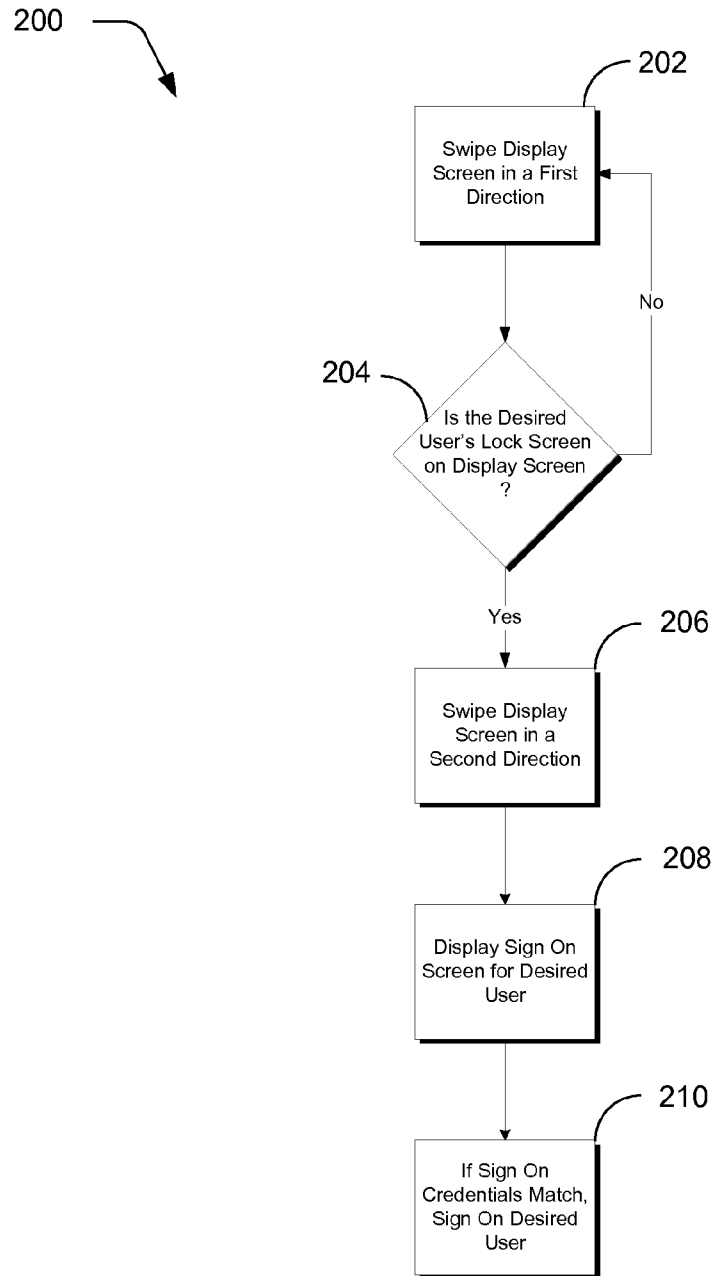 200
202
Swipe Display
Screen in a First
Direction
No
204
Is the Desired
User's Lock Screen
on Display Screen
?
Yes
206
Swipe Display
Screen in a
Second Direction
208
Display Sign On
Screen for Desired
User
210
If Sign On
Credentials Match,
Sign On Desired
User